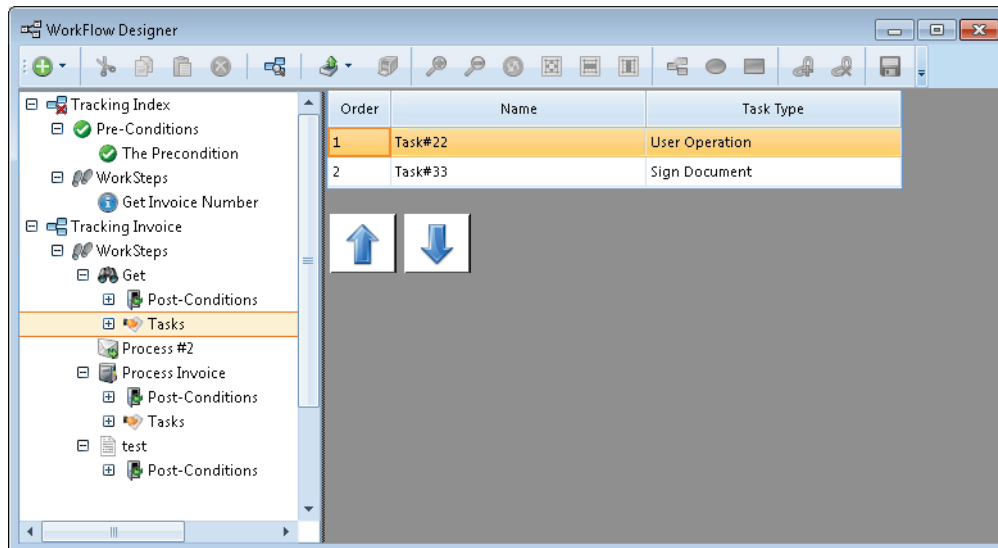 WorkFlow Designer
Order Name Task Type
1 Task#22 User Operation
2 Task#33 Sign Document
Tracking Index
Pre-Conditions
The Precondition
WorkSteps
Get Invoice Number
Tracking Invoice
WorkSteps
Get
Post-Conditions
Tasks
Process #2
Process Invoice
Post-Conditions
Tasks
test
Post-Conditions